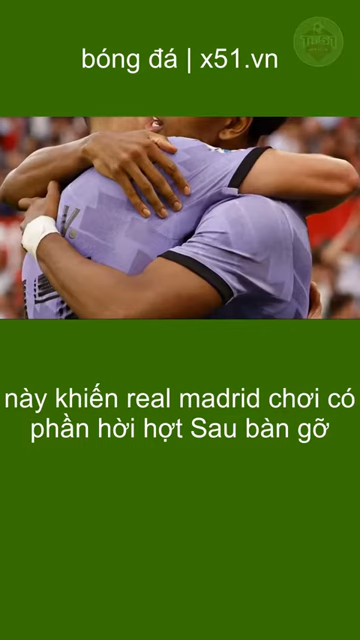 bóng đá | x51.vn
này khiến real madrid chơi có
phần hời hợt Sau bàn gỡ